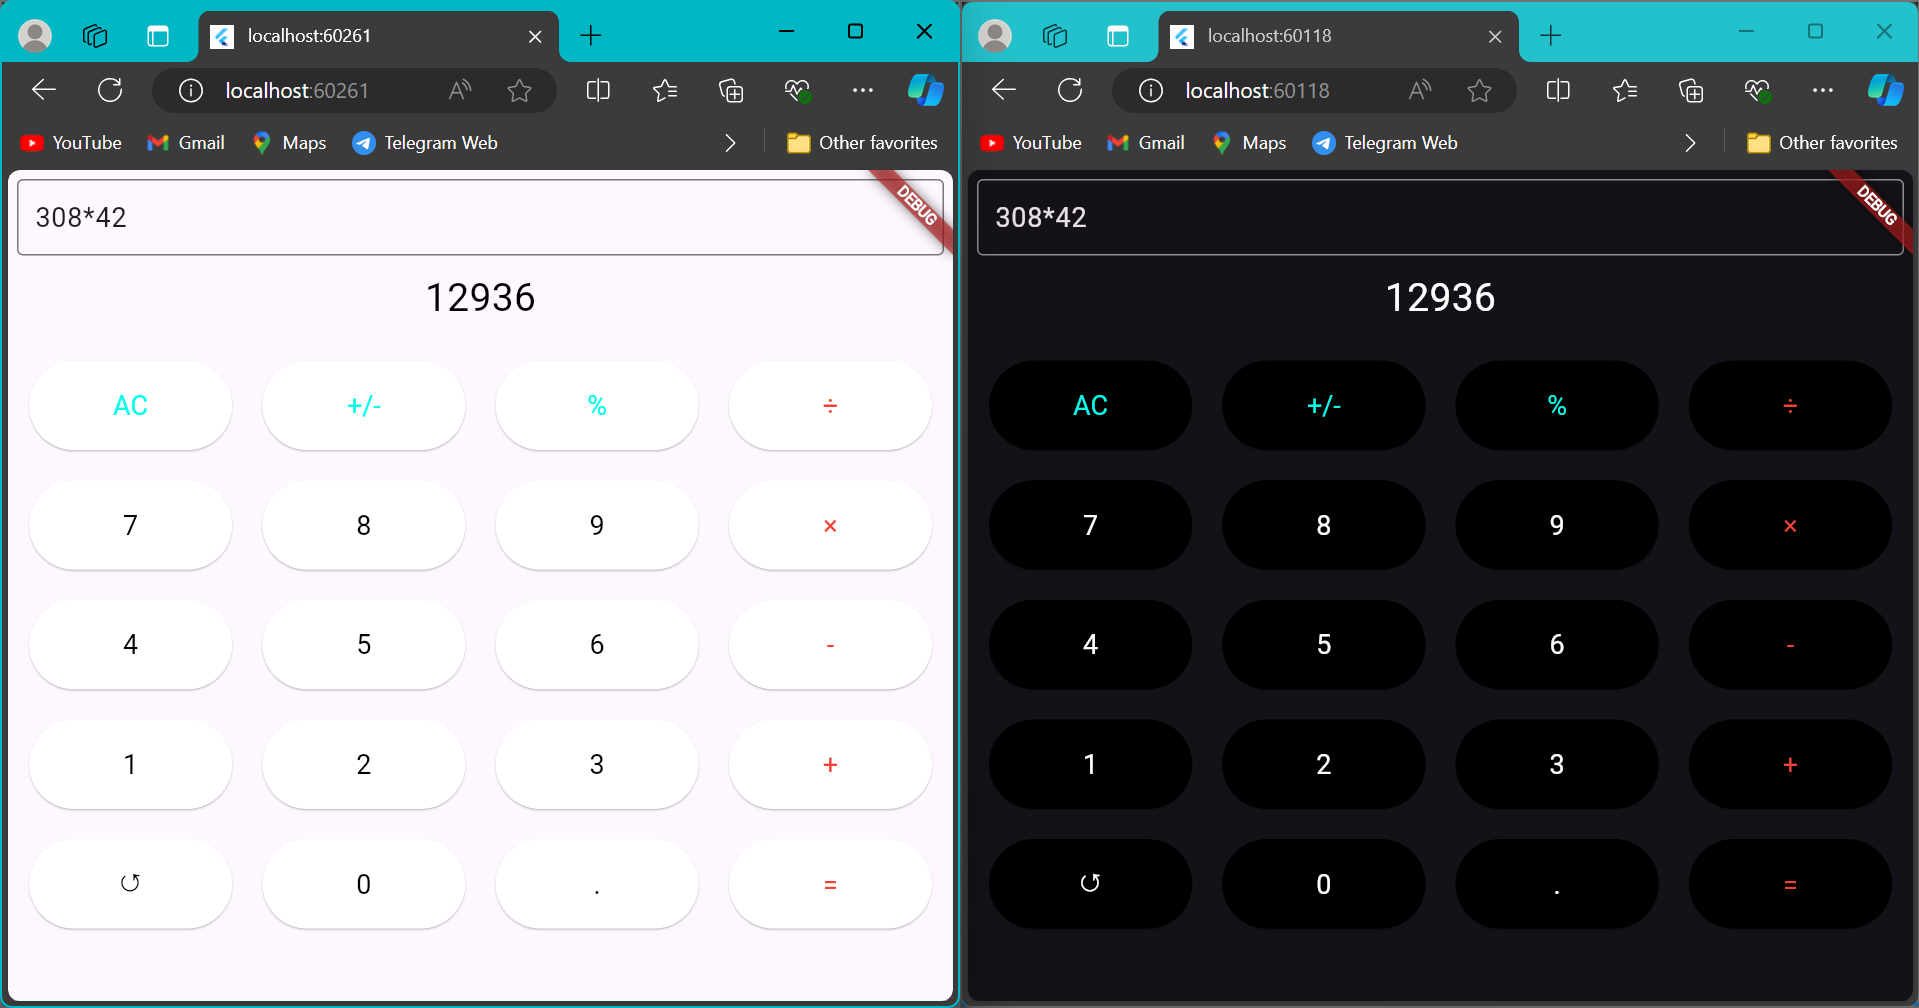 localhost:60261
localhost:60261
YouTube Gmail Maps Telegram Web Other favorites
308*42
DEBUG
12936
AC +/- % ÷
7 8 9 ×
4 5 6 -
1 2 3 +
↺ 0 . =
localhost:60118
localhost:60118
YouTube Gmail Maps Telegram Web Other favorites
308*42
DEBUG
12936
AC +/- % ÷
7 8 9 ×
4 5 6 -
1 2 3 +
↺ 0 . =